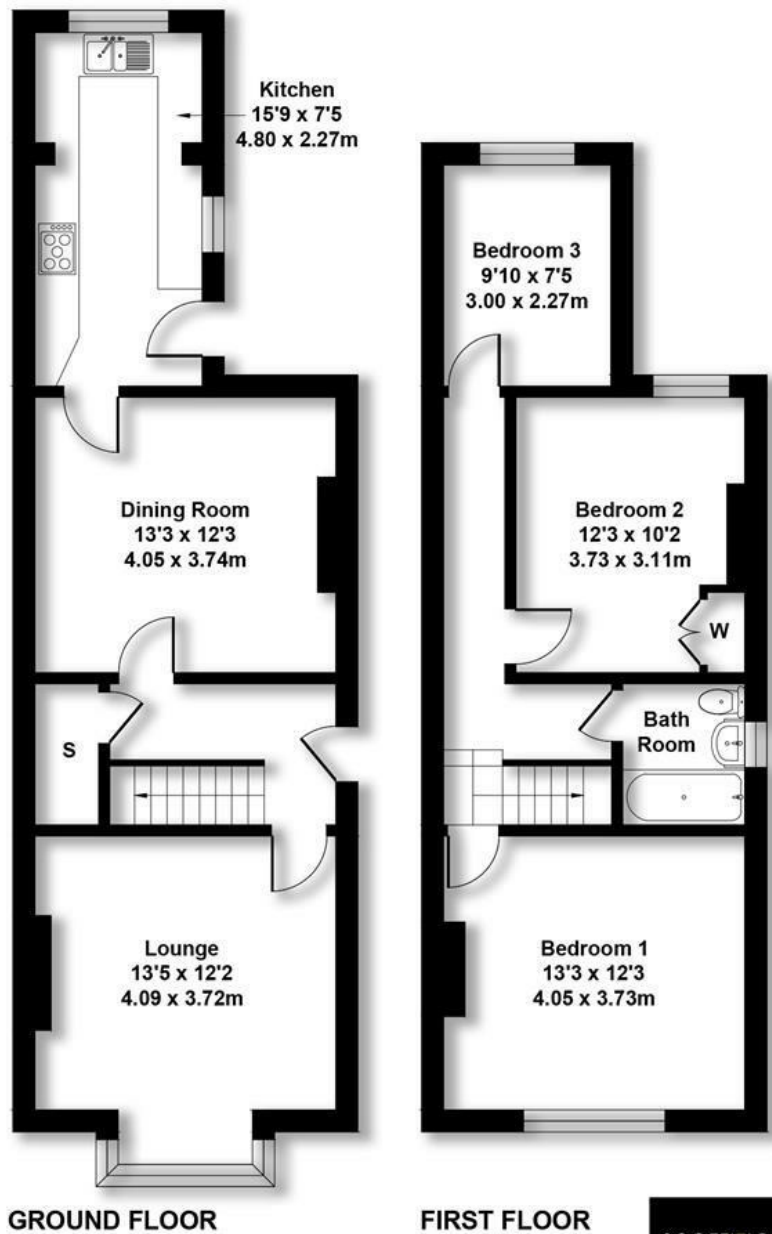 Kitchen
15'9 x 7'5
4.80 x 2.27m
Bedroom 3
9'10 x 7'5
3.00 x 2.27m
Dining Room
13'3 x 12'3
4.05 x 3.74m
Bedroom 2
12'3 x 10'2
3.73 x 3.11m
W
S
Bath
Room
Lounge
13'5 x 12'2
4.09 x 3.72m
Bedroom 1
13'3 x 12'3
4.05 x 3.73m
GROUND FLOOR
FIRST FLOOR